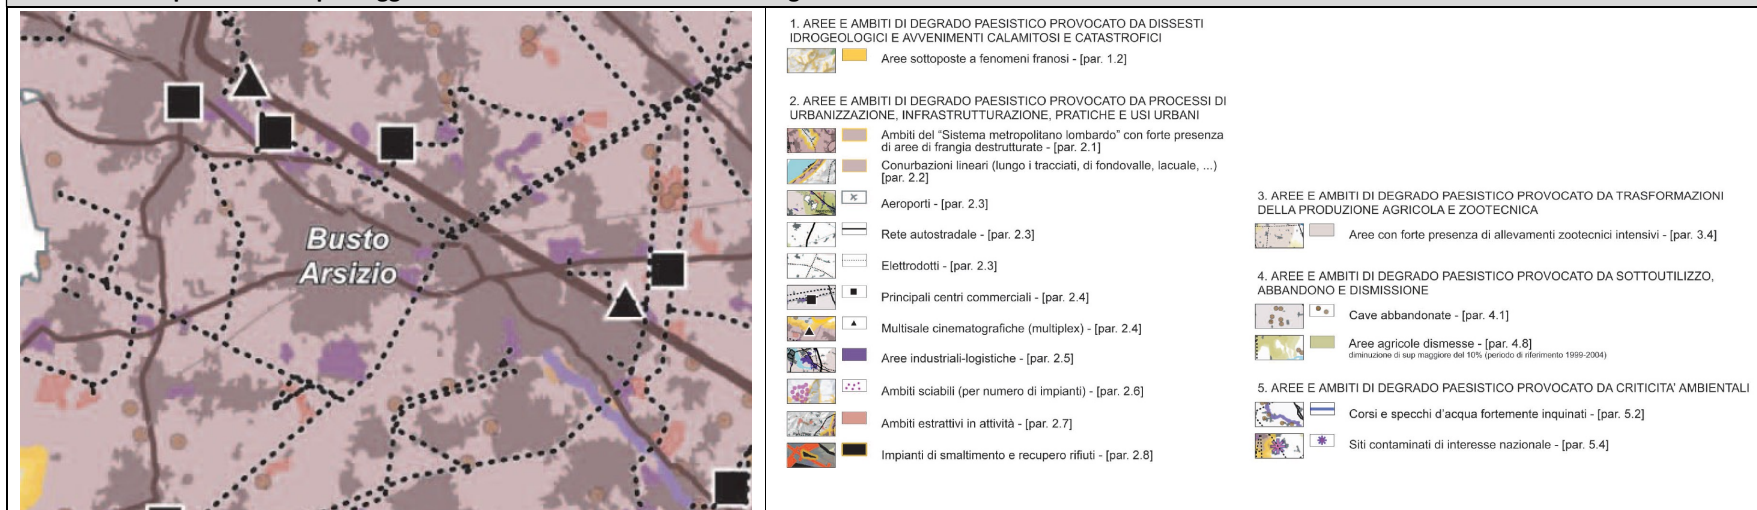 Busto
Arsizio
1. AREE E AMBITI DI DEGRADO PAESISTICO PROVOCATO DA DISSESTI
IDROGEOLOGICI E AVVENIMENTI CALAMITOSI E CATASTROFICI
Aree sottoposte a fenomeni franosi - [par. 1.2]
2. AREE E AMBITI DI DEGRADO PAESISTICO PROVOCATO DA PROCESSI DI
URBANIZZAZIONE, INFRASTRUTTURAZIONE, PRATICHE E USI URBANI
Ambiti del "Sistema metropolitano lombardo" con forte presenza
di aree di frangia destrutturate - [par. 2.1]
Conurbazioni lineari (lungo i tracciati, di fondovalle, lacuale, ...)
[par. 2.2]
Aeroporti - [par. 2.3]
Rete autostradale - [par. 2.3]
Elettrodotti - [par. 2.3]
Principali centri commerciali - [par. 2.4]
Multisale cinematografiche (multiplex) - [par. 2.4]
Aree industriali-logistiche - [par. 2.5]
Ambiti sciabili (per numero di impianti) - [par. 2.6]
Ambiti estrattivi in attività - [par. 2.7]
Impianti di smaltimento e recupero rifiuti - [par. 2.8]
3. AREE E AMBITI DI DEGRADO PAESISTICO PROVOCATO DA TRASFORMAZIONI
DELLA PRODUZIONE AGRICOLA E ZOOTECNICA
Aree con forte presenza di allevamenti zootecnici intensivi - [par. 3.4]
4. AREE E AMBITI DI DEGRADO PAESISTICO PROVOCATO DA SOTTOUTILIZZO,
ABBANDONO E DISMISSIONE
Cave abbandonate - [par. 4.1]
Aree agricole dismesse - [par. 4.8]
diminuzione di sup maggiore del 10% (periodo di riferimento 1999-2004)
5. AREE E AMBITI DI DEGRADO PAESISTICO PROVOCATO DA CRITICITA' AMBIENTALI
Corsi e specchi d'acqua fortemente inquinati - [par. 5.2]
Siti contaminati di interesse nazionale - [par. 5.4]